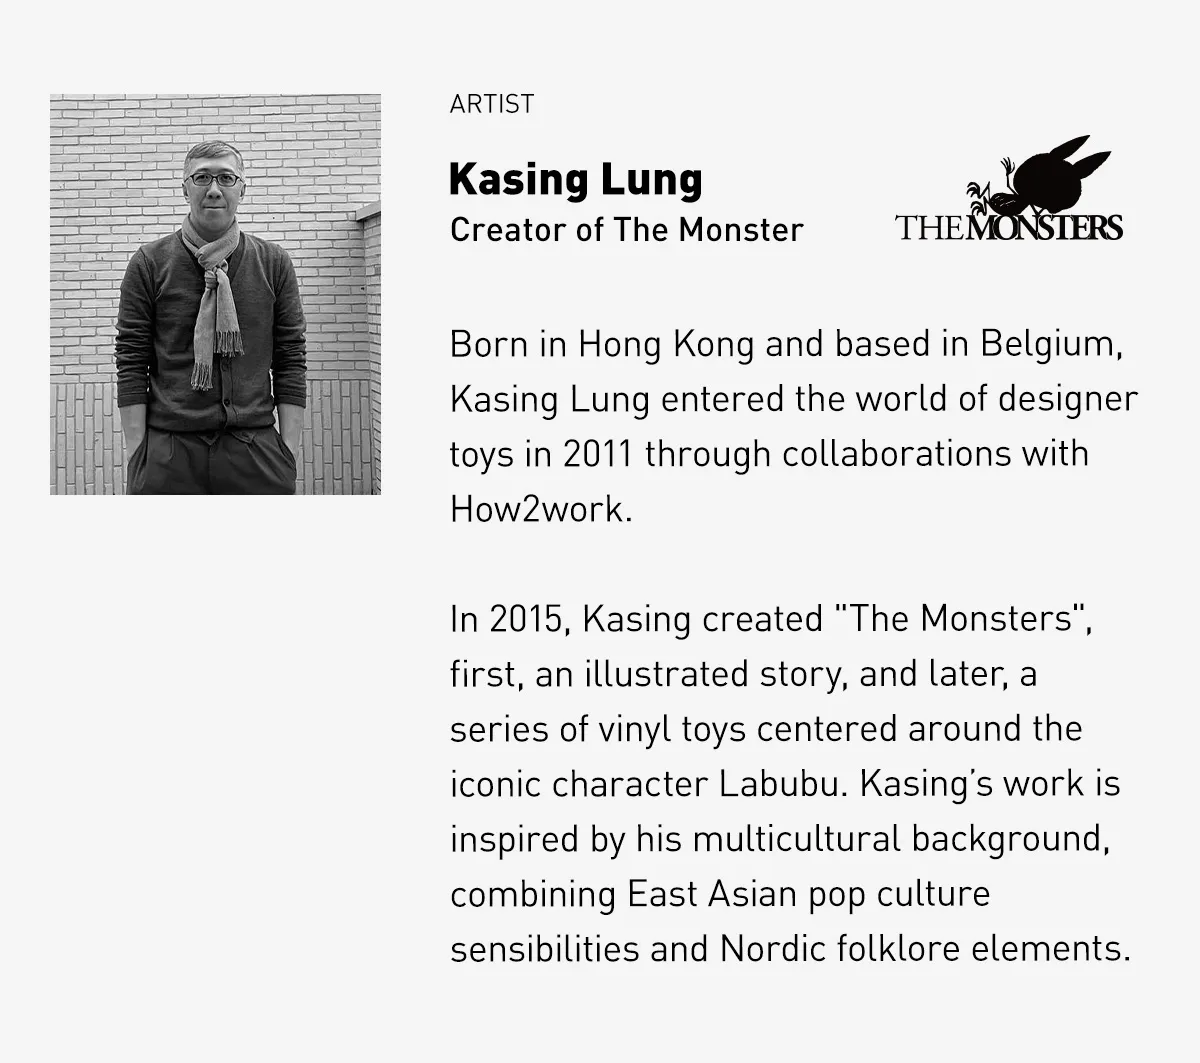 ARTIST
Kasing Lung
Creator of The Monster
THE MONSTERS
Born in Hong Kong and based in Belgium,
Kasing Lung entered the world of designer
toys in 2011 through collaborations with
How2work.
In 2015, Kasing created "The Monsters",
first, an illustrated story, and later, a
series of vinyl toys centered around the
iconic character Labubu. Kasing’s work is
inspired by his multicultural background,
combining East Asian pop culture
sensibilities and Nordic folklore elements.